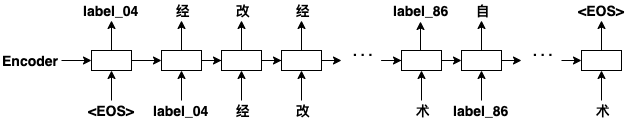 label_04 经 改 经 label_86 自 <EOS>
Encoder ... ...
<EOS> label_04 经 改 术 label_86 术